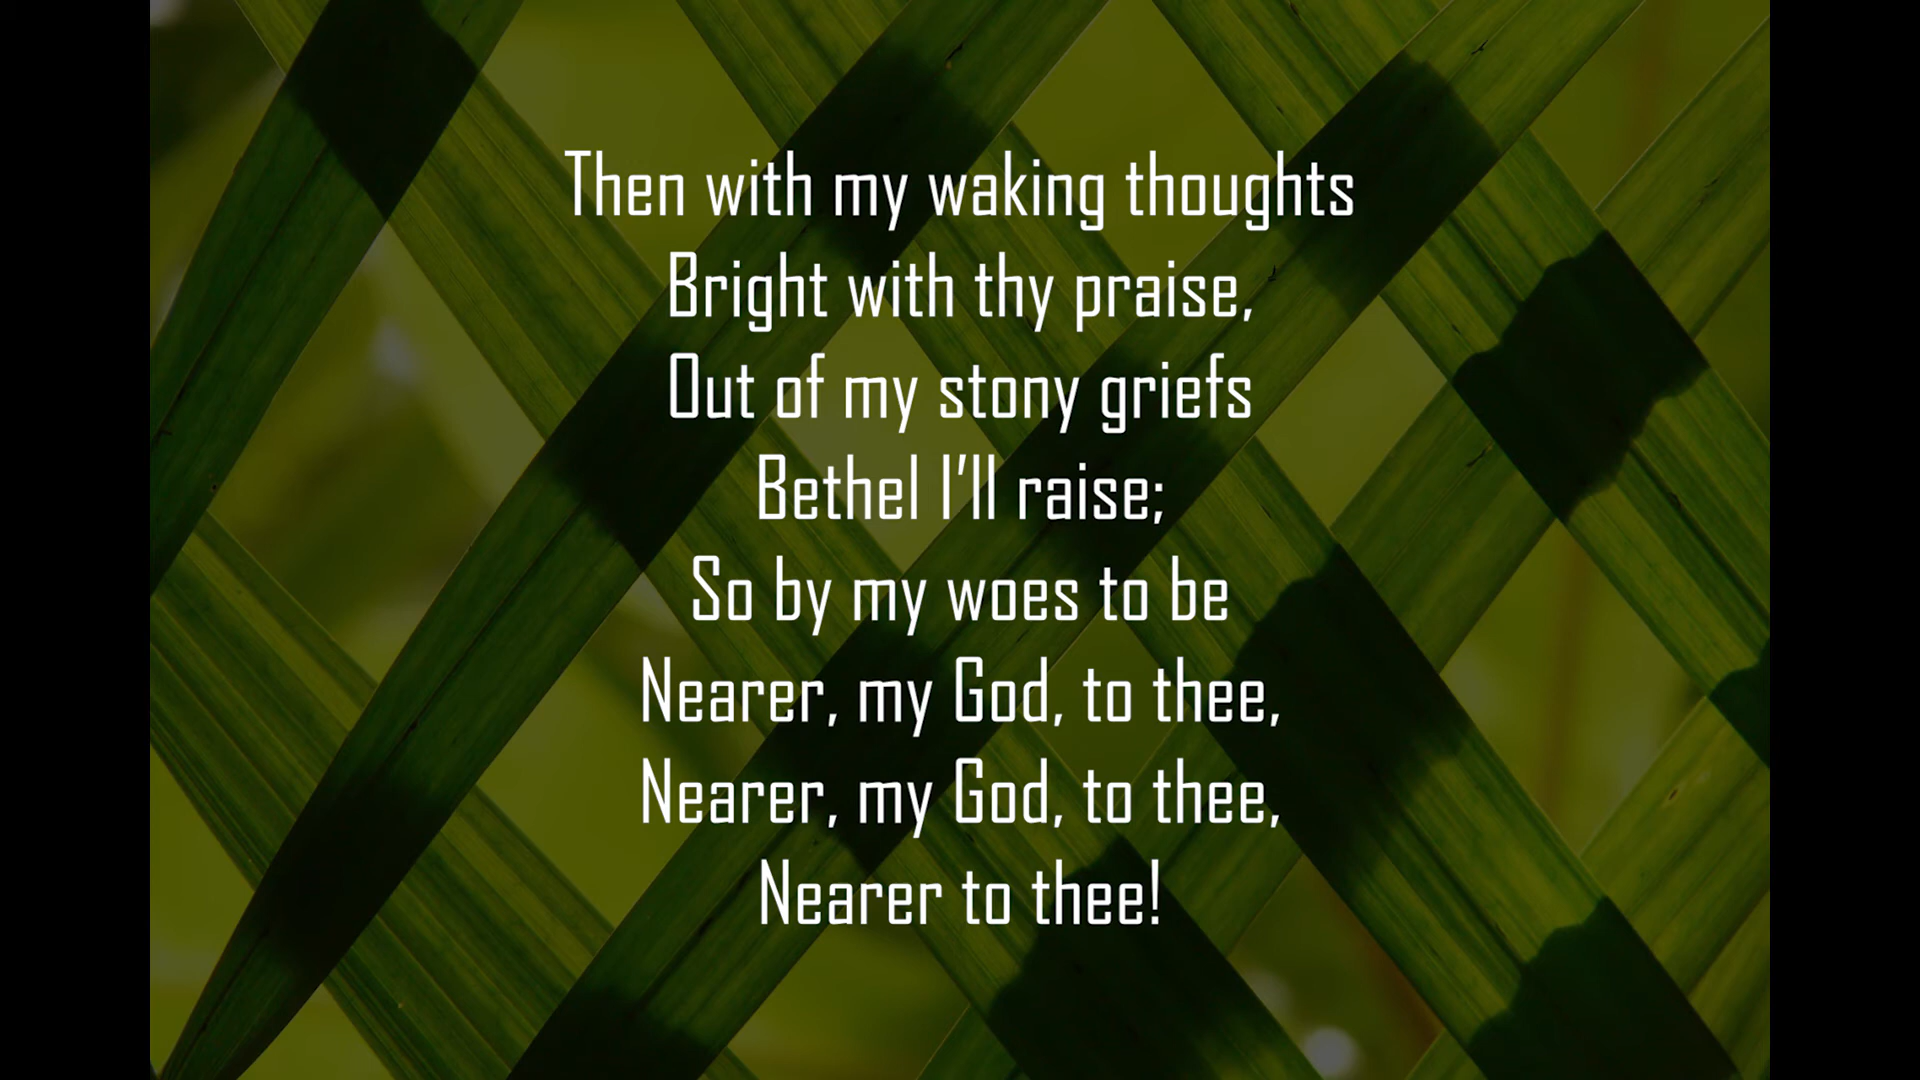 Then with my waking thoughts
Bright with thy praise,
Out of my stony griefs
Bethel I'll raise;
So by my woes to be
Nearer, my God, to thee,
Nearer, my God, to thee,
Nearer to thee!